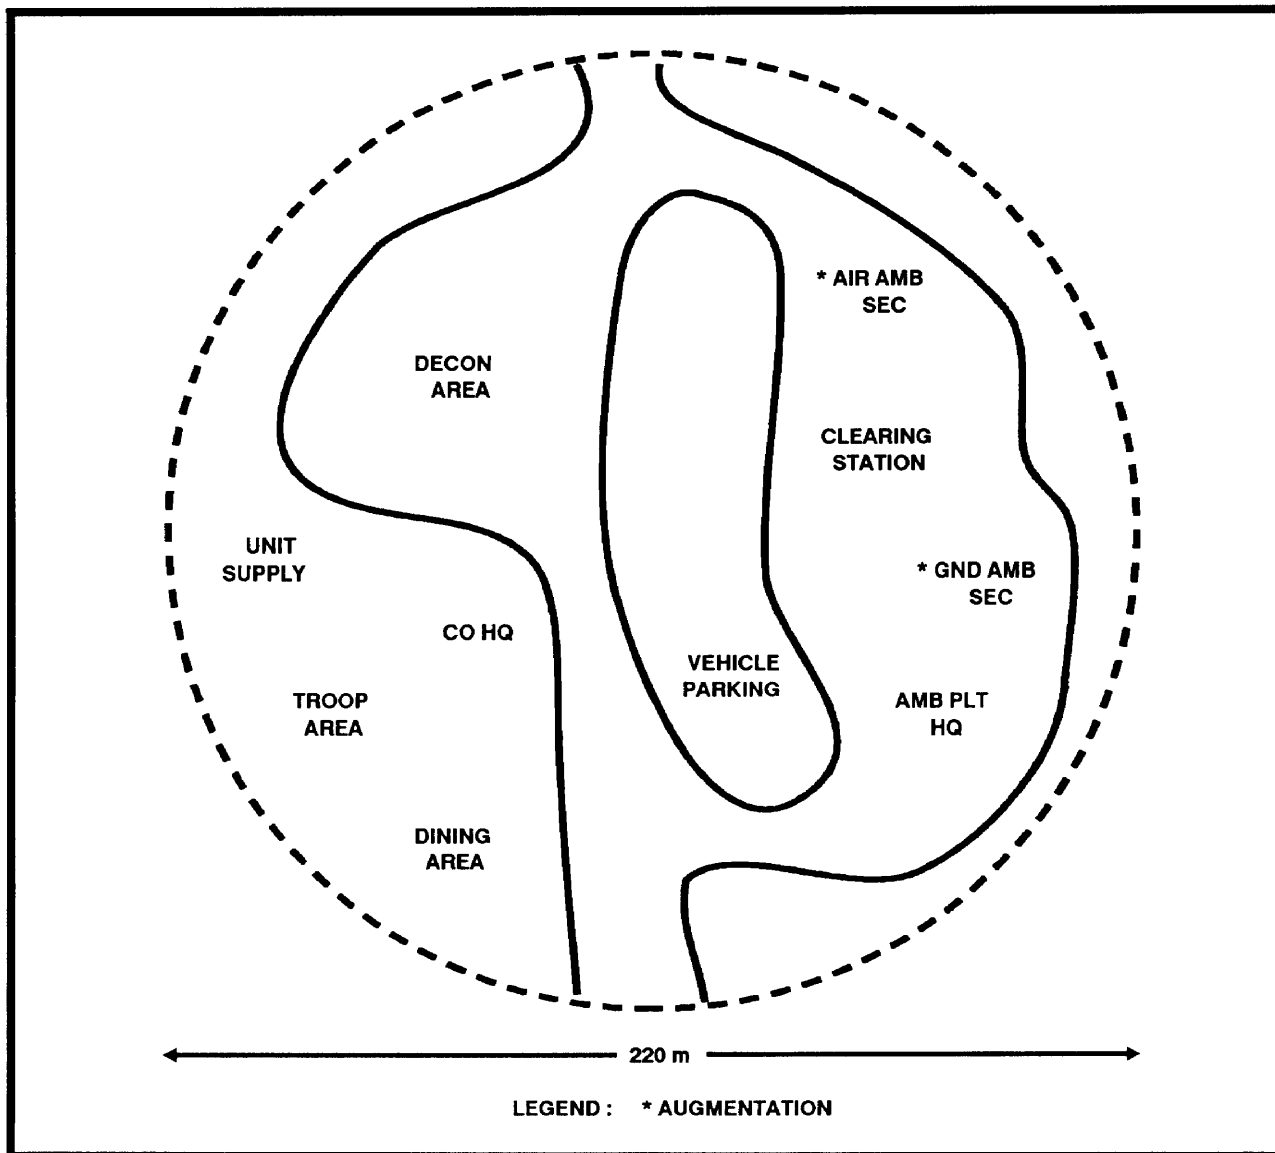 * AIR AMB
SEC
DECON
AREA
CLEARING
STATION
UNIT
SUPPLY
* GND AMB
SEC
CO HQ
VEHICLE
PARKING
TROOP
AREA
AMB PLT
HQ
DINING
AREA
220 m
LEGEND : * AUGMENTATION